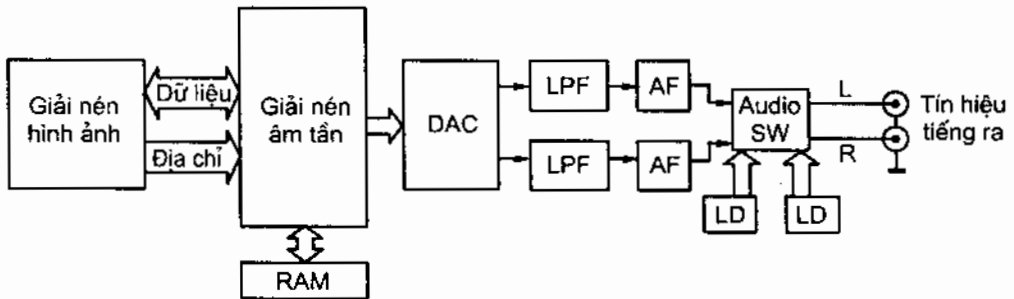 Giải nén
hình ảnh
Dữ liệu
Địa chỉ
Giải nén
âm tần
RAM
DAC
LPF
AF
LPF
AF
Audio
SW
LD
LD
L
R
Tín hiệu
tiếng ra